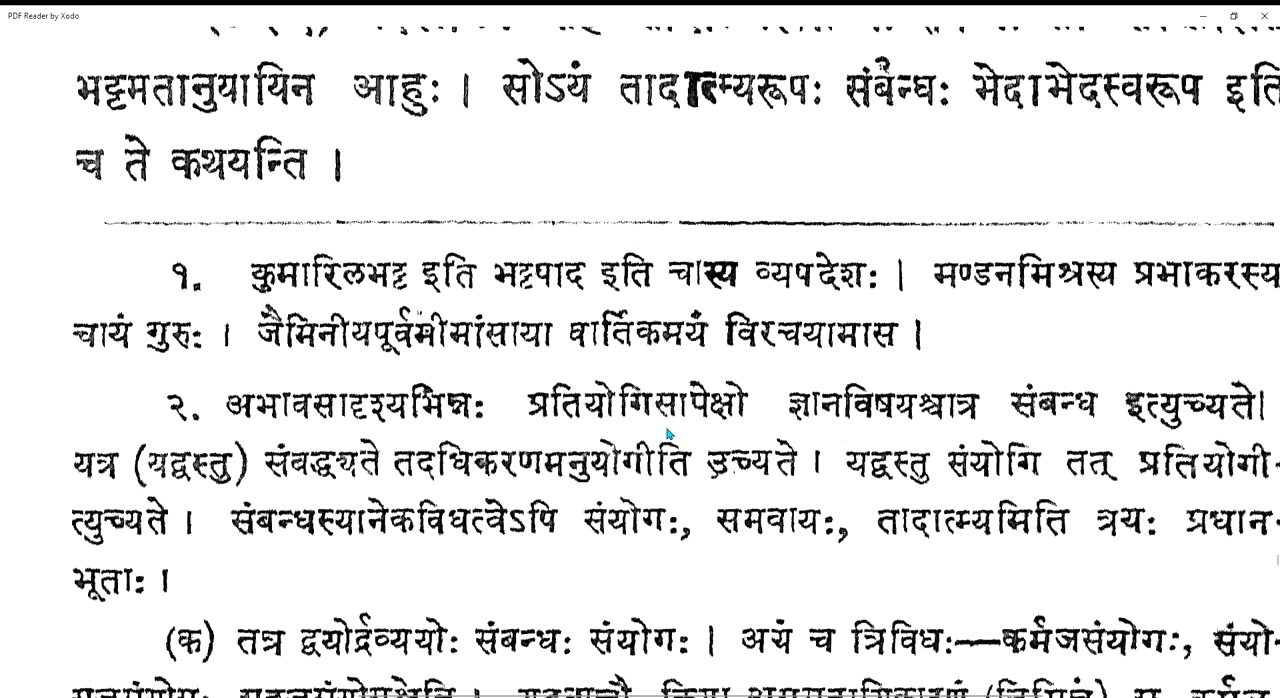 PDF Reader by Xodo
भट्टमतानुयायिन आहुः । सोऽयं तादात्म्यरूपः संबन्धः भेदाभेदस्वरूप इति
च ते कथयन्ति ।
१. कुमारिलभट्ट इति भट्टपाद इति चास्य व्यपदेशः । मण्डनमिश्रस्य प्रभाकरस्य
चायं गुरुः । जैमिनीयपूर्वमीमांसाया वार्तिकमयं विरचयामास ।
२. अभावसादृश्यभिन्नः प्रतियोगिसापेक्षो ज्ञानविषयश्चात्र संबन्ध इत्युच्यते।
यत्र (यद्वस्तु) संबद्ध्यते तदधिकरणमनुयोगीति उच्यते । यद्वस्तु संयोगि तत् प्रतियोगी-
त्युच्यते । संबन्धस्यानेकविधत्वेऽपि संयोगः, समवायः, तादात्म्यमिति त्रयः प्रधान-
भूताः ।
(क) तत्र द्वयोर्द्रव्ययोः संबन्धः संयोगः । अयं च त्रिविधः—कर्मजसंयोगः, संयो-